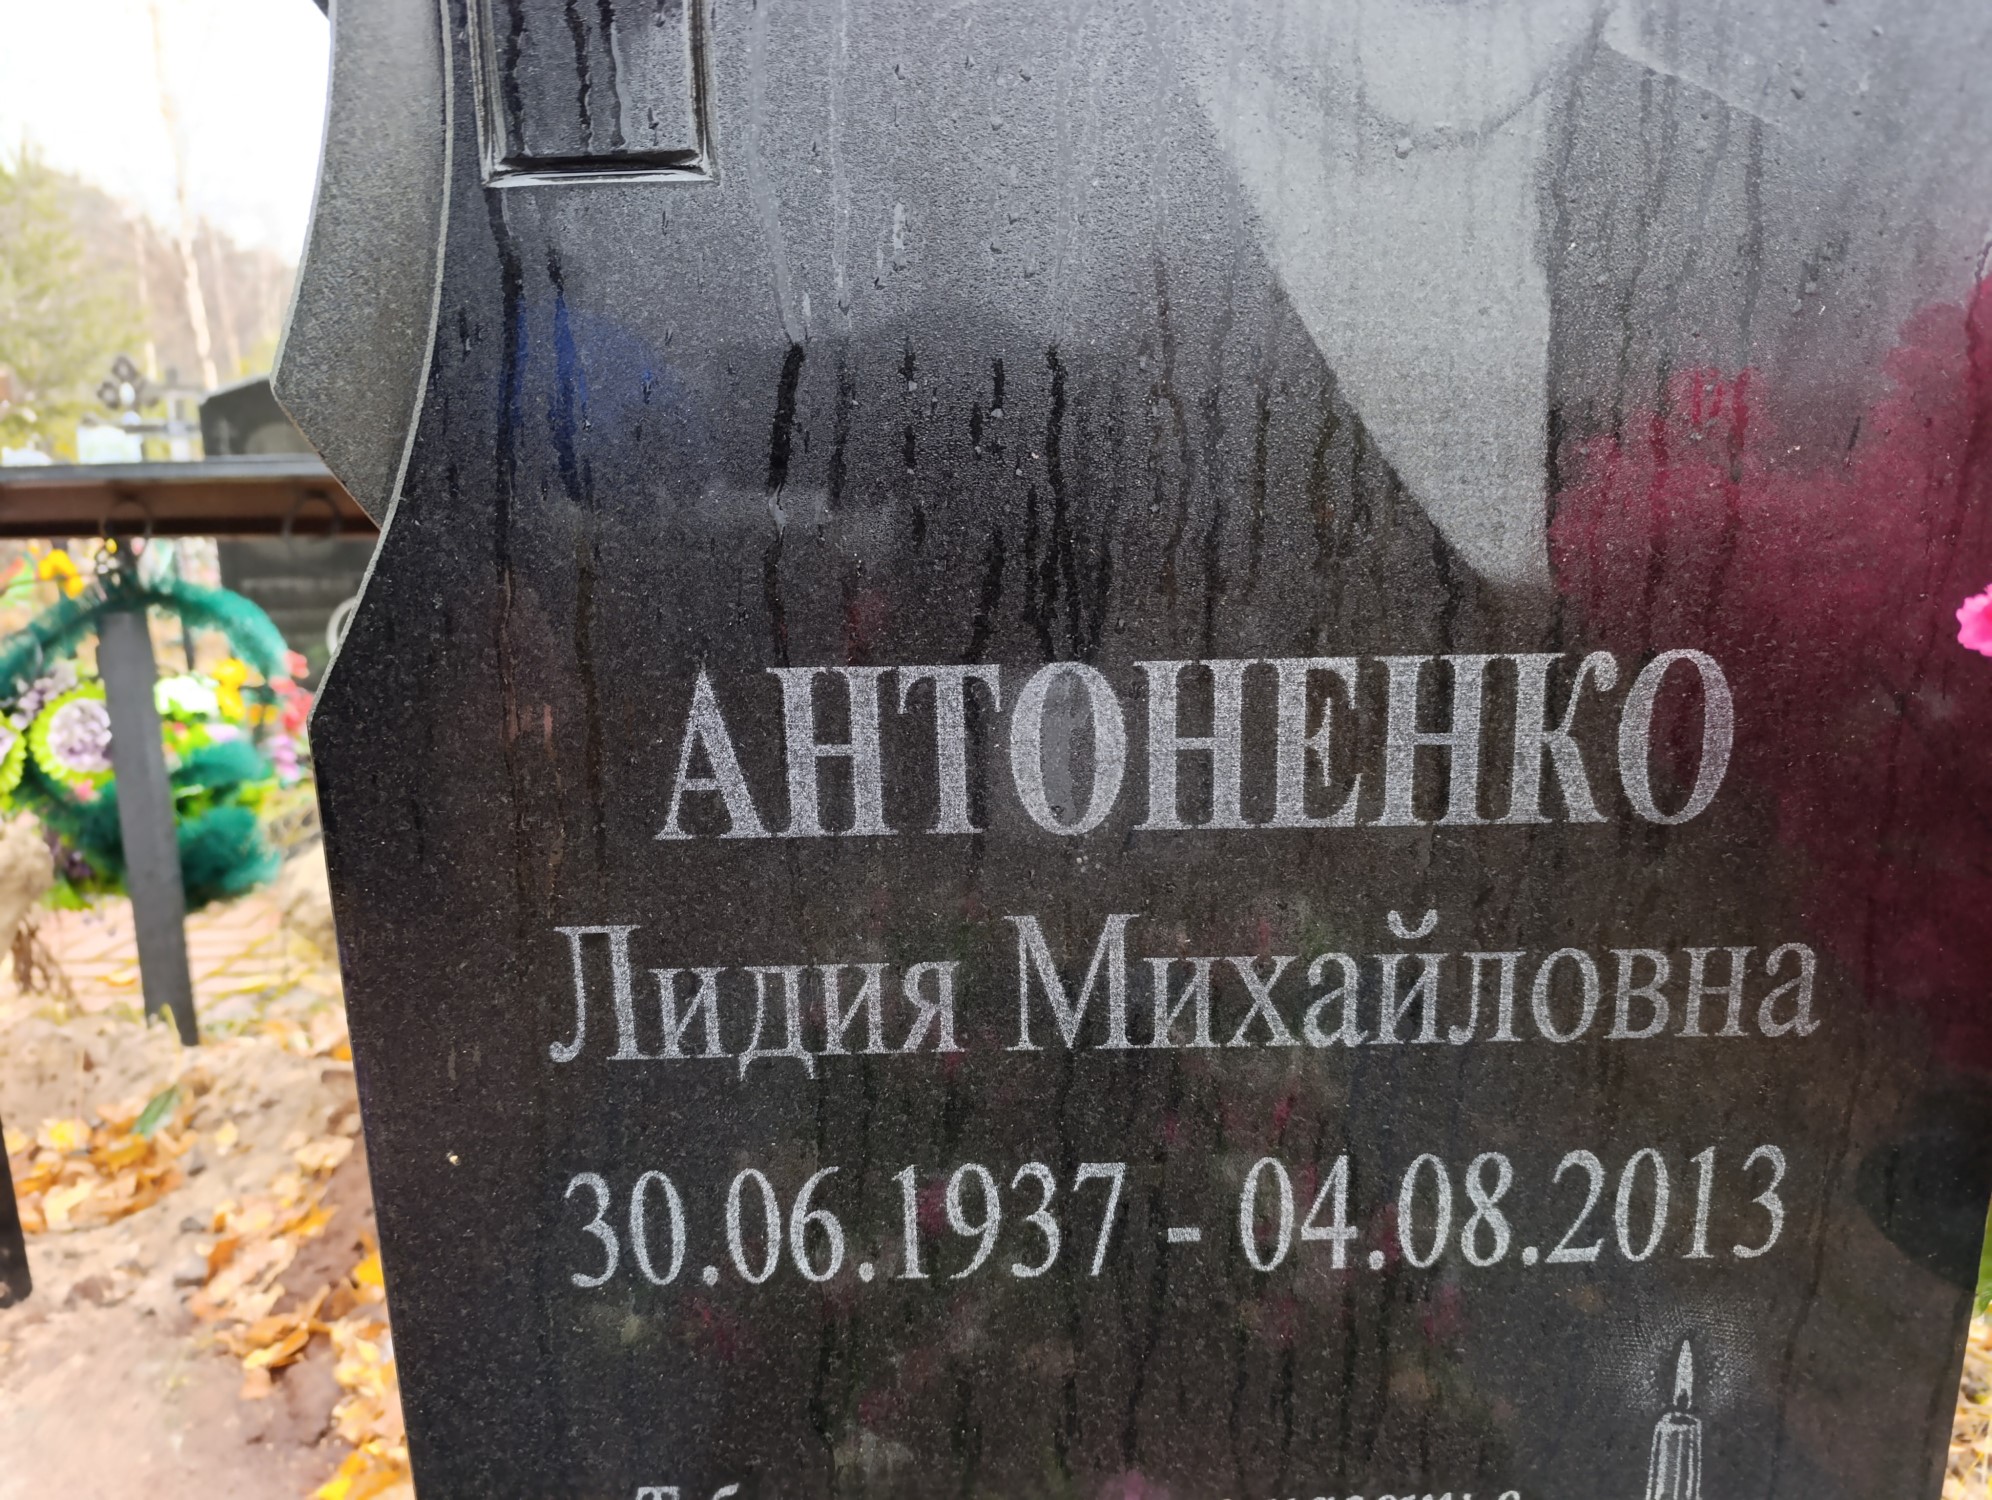 АНТОНЕНКО
Лидия Михайловна
30.06.1937 - 04.08.2013